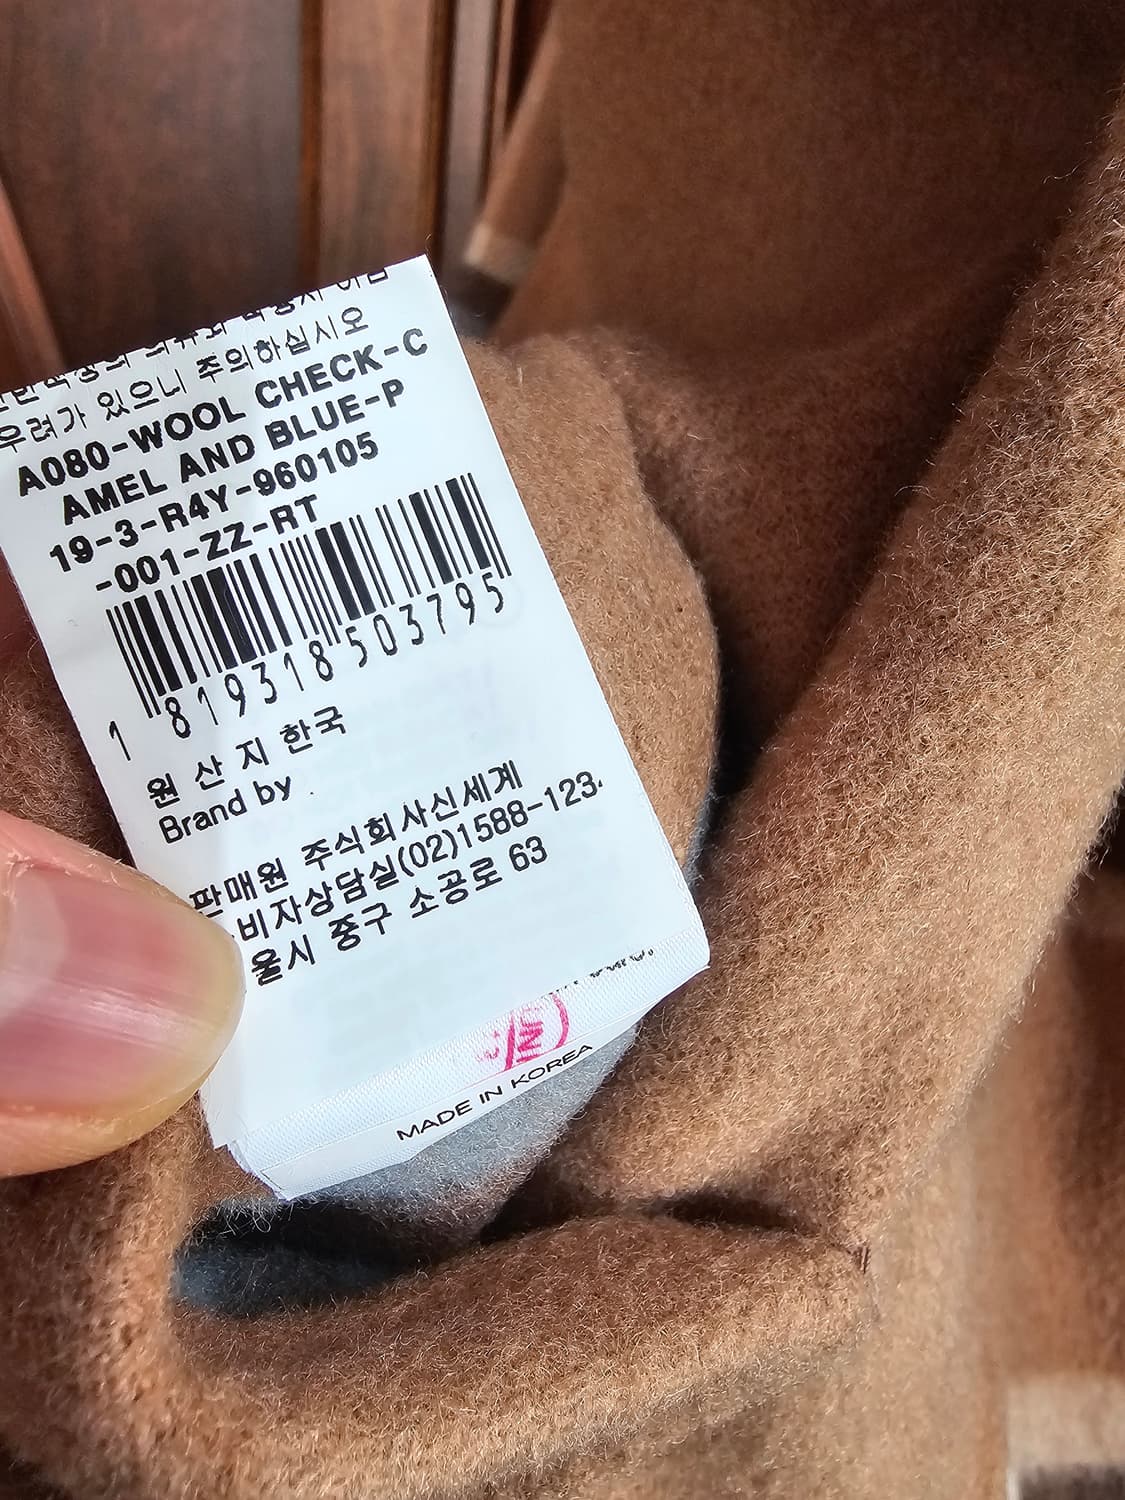 우려가 있으니 주의하십시오
A080-WOOL CHECK-C
AMEL AND BLUE-P
19-3-R4Y-960105
-001-ZZ-RT
1 819318 503795
원 산 지 한국
Brand by .
판매원 주식회사신세계
비자상담실(02)1588-123
울시 중구 소공로 63
MADE IN KOREA